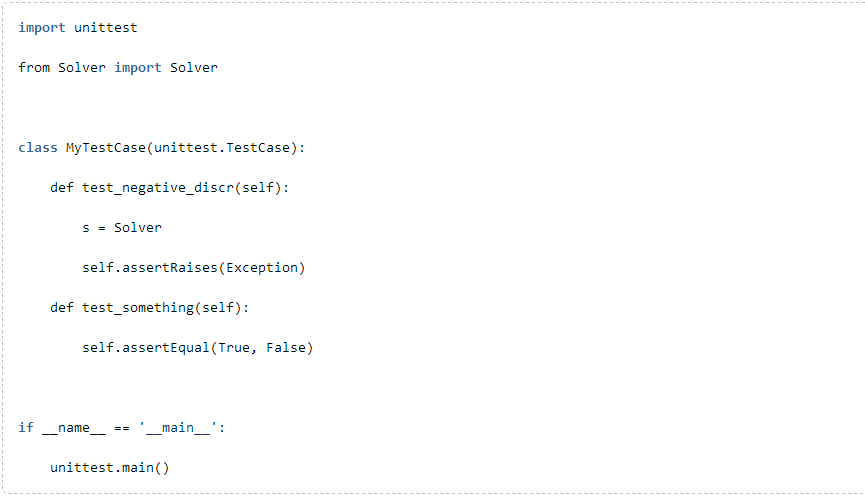 import unittest
from Solver import Solver
class MyTestCase(unittest.TestCase):
    def test_negative_discr(self):
        s = Solver
        self.assertRaises(Exception)
    def test_something(self):
        self.assertEqual(True, False)
if __name__ == '__main__':
    unittest.main()